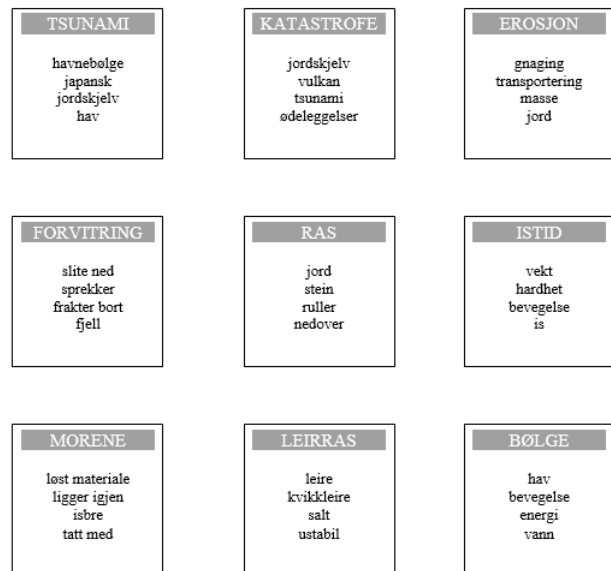 TSUNAMI
havnebølge
japansk
jordskjelv
hav
KATASTROFE
jordskjelv
vulkan
tsunami
ødeleggelser
EROSJON
gnaging
transportering
masse
jord
FORVITRING
slite ned
sprekker
frakter bort
fjell
RAS
jord
stein
ruller
nedover
ISTID
vekt
hardhet
bevegelse
is
MORENE
løst materiale
ligger igjen
isbre
tatt med
LEIRRAS
leire
kvikkleire
salt
ustabil
BØLGE
hav
bevegelse
energi
vann